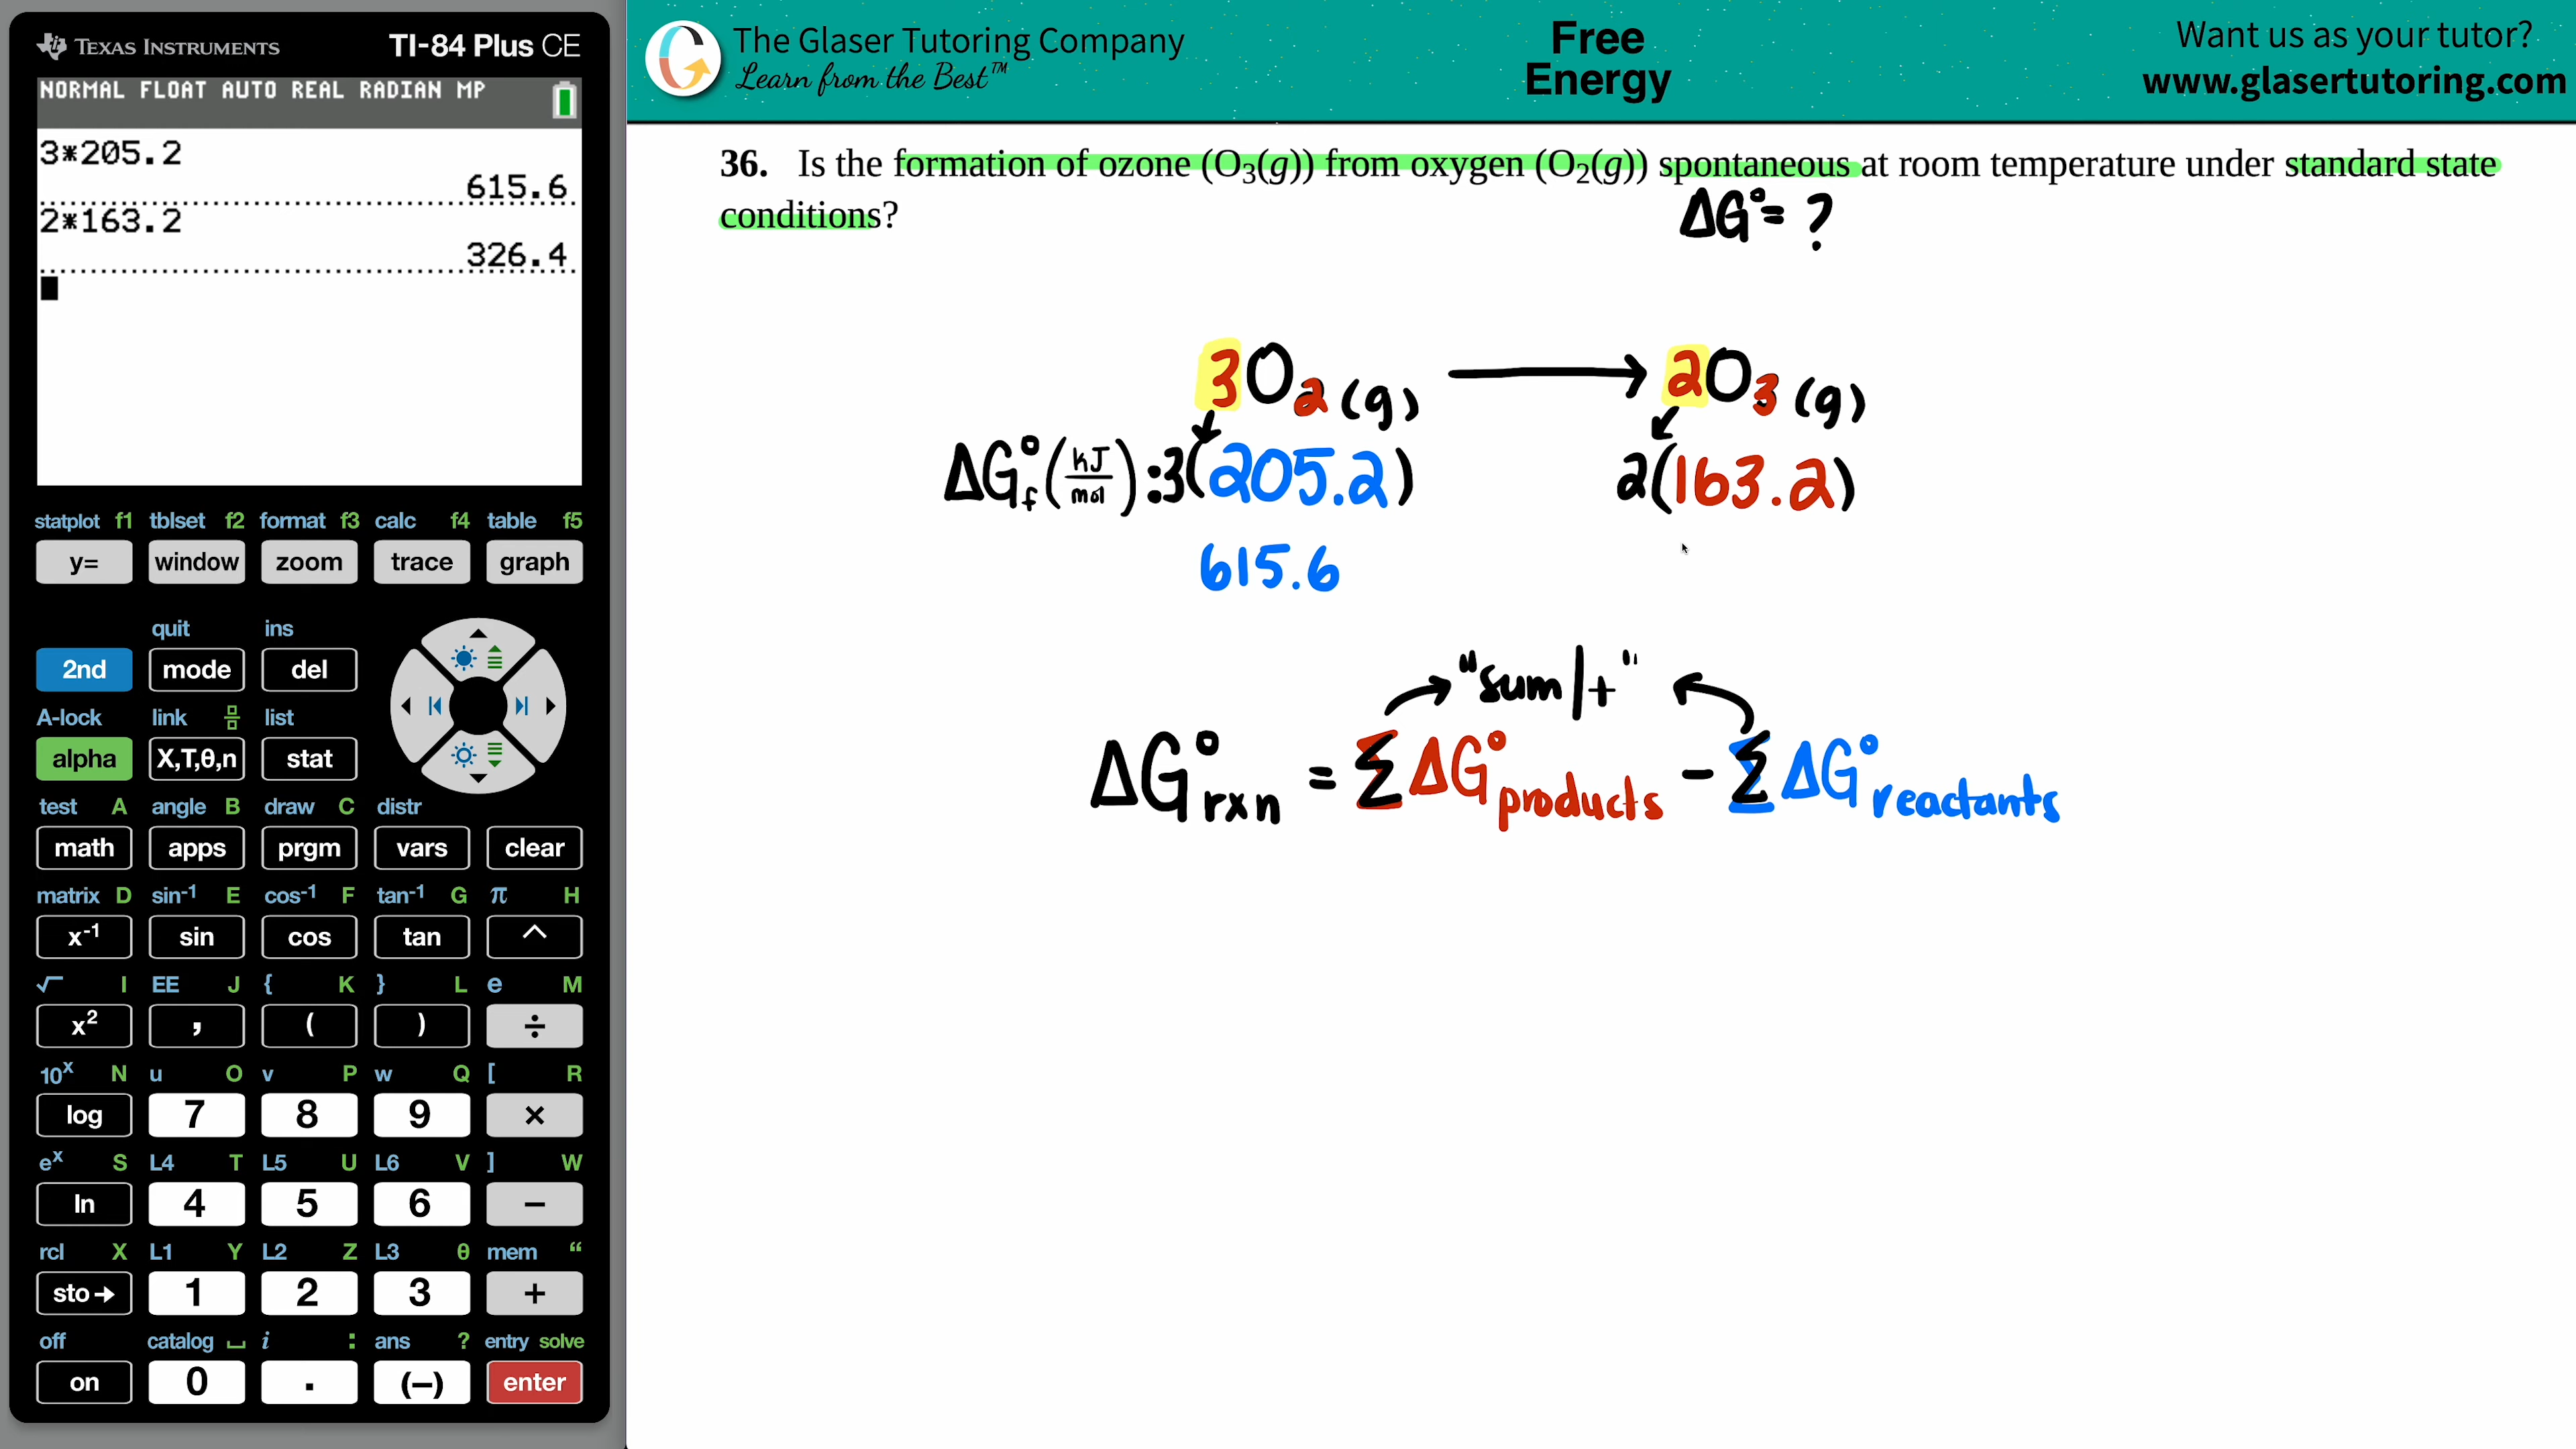 TEXAS INSTRUMENTS TI-84 Plus CE
NORMAL FLOAT AUTO REAL RADIAN MP
3*205.2
615.6
2*163.2
326.4
statplot f1 tblset f2 format f3 calc f4 table f5
y= window zoom trace graph
quit ins
2nd mode del
A-lock link list
alpha X,T,θ,n stat
test A angle B draw C distr
math apps prgm vars clear
matrix D sin⁻¹ E cos⁻¹ F tan⁻¹ G π H
x⁻¹ sin cos tan ^
√ I EE J { K } L e M
x² , ( ) ÷
10ˣ N u O v P w Q [ R
log 7 8 9 ×
eˣ S L4 T L5 U L6 V ] W
ln 4 5 6 −
rcl X L1 Y L2 Z L3 θ mem “
sto→ 1 2 3 +
off catalog ⎵ i : ans ? entry solve
on 0 . (–) enter
The Glaser Tutoring Company
Learn from the Best™
Free
Energy
Want us as your tutor?
www.glasertutoring.com
36. Is the formation of ozone (O₃(g)) from oxygen (O₂(g)) spontaneous at room temperature under standard state
conditions?
ΔG°= ?
3O₂(g) → 2O₃(g)
ΔG°f (kJ/mol) : 3(205.2) 2(163.2)
615.6
"sum/+"
ΔG°rxn = ΣΔG°products − ΣΔG°reactants